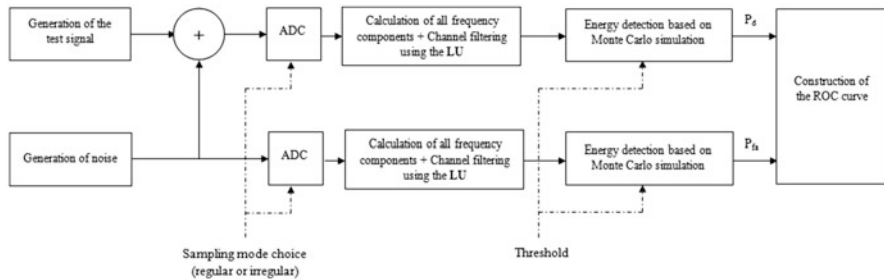 Generation of the
test signal
+
ADC
Calculation of all frequency
components + Channel filtering
using the LU
Energy detection based on
Monte Carlo simulation
Pd
Construction of
the ROC curve
Generation of noise
ADC
Calculation of all frequency
components + Channel filtering
using the LU
Energy detection based on
Monte Carlo simulation
Pfa
Sampling mode choice
(regular or irregular)
Threshold